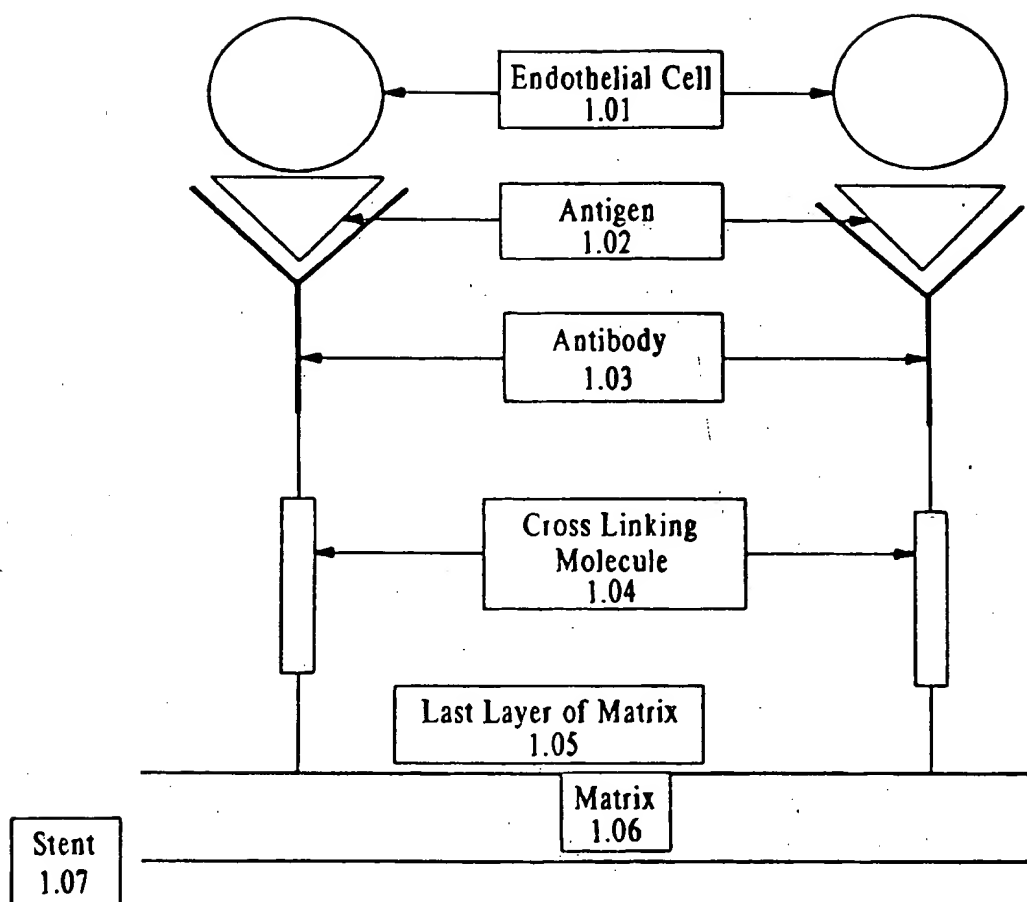 Endothelial Cell
1.01
Antigen
1.02
Antibody
1.03
Cross Linking
Molecule
1.04
Last Layer of Matrix
1.05
Matrix
1.06
Stent
1.07